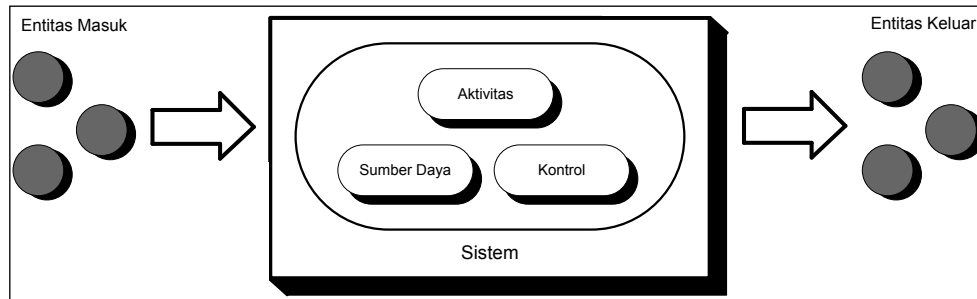 Entitas Masuk
Entitas Keluar
Aktivitas
Sumber Daya
Kontrol
Sistem